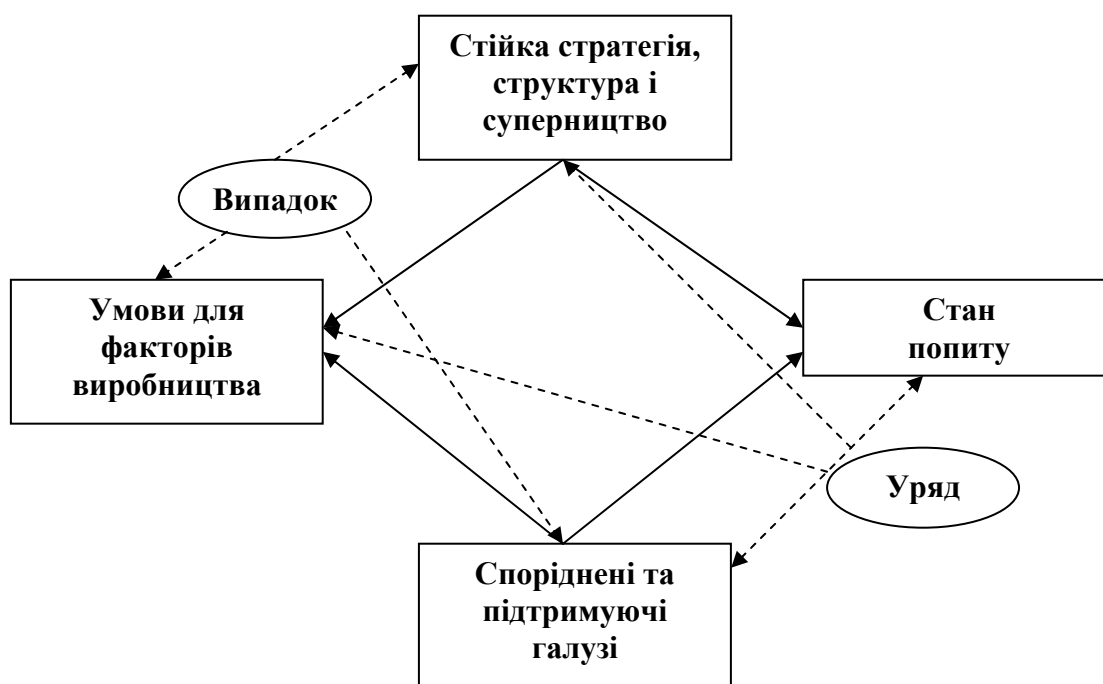 Стійка стратегія,
структура і
суперництво
Випадок
Умови для
факторів
виробництва
Стан
попиту
Уряд
Споріднені та
підтримуючі
галузі